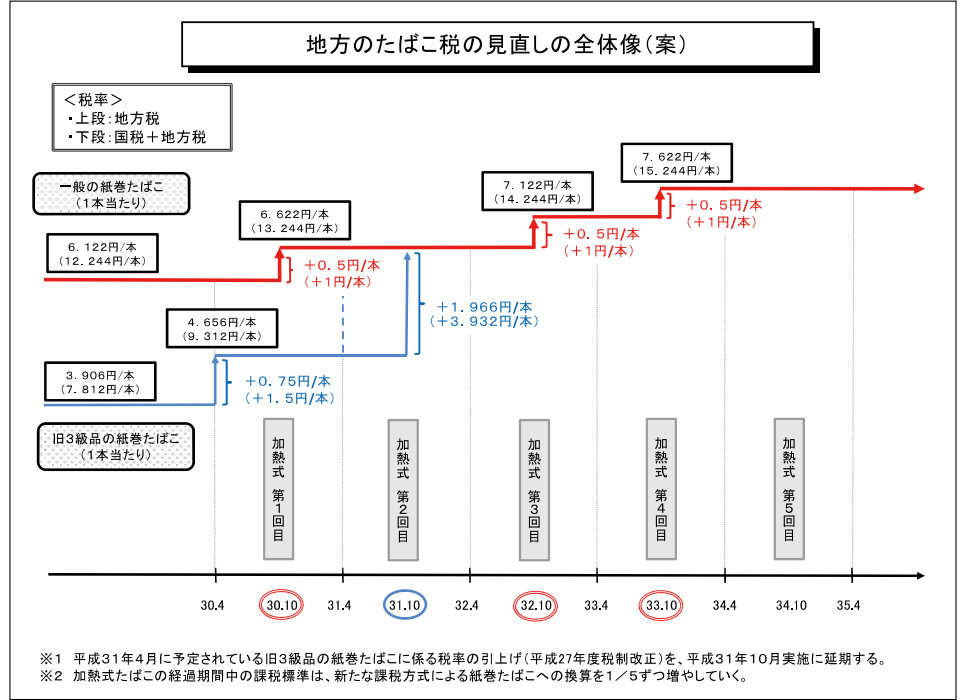 地方のたばこ税の見直しの全体像(案)
<税率>
・上段:地方税
・下段:国税+地方税
一般の紙巻たばこ
(1本当たり)
7.622円/本
(15.244円/本)
7.122円/本
(14.244円/本)
6.622円/本
(13.244円/本)
6.122円/本
(12.244円/本)
+0.5円/本
(+1円/本)
+0.5円/本
(+1円/本)
+0.5円/本
(+1円/本)
4.656円/本
(9.312円/本)
+1.966円/本
(+3.932円/本)
3.906円/本
(7.812円/本)
+0.75円/本
(+1.5円/本)
旧3級品の紙巻たばこ
(1本当たり)
加熱式 第1回目
加熱式 第2回目
加熱式 第3回目
加熱式 第4回目
加熱式 第5回目
30.4 30.10 31.4 31.10 32.4 32.10 33.4 33.10 34.4 34.10 35.4
※1 平成31年4月に予定されている旧3級品の紙巻たばこに係る税率の引上げ(平成27年度税制改正)を、平成31年10月実施に延期する。
※2 加熱式たばこの経過期間中の課税標準は、新たな課税方式による紙巻たばこへの換算を1/5ずつ増やしていく。